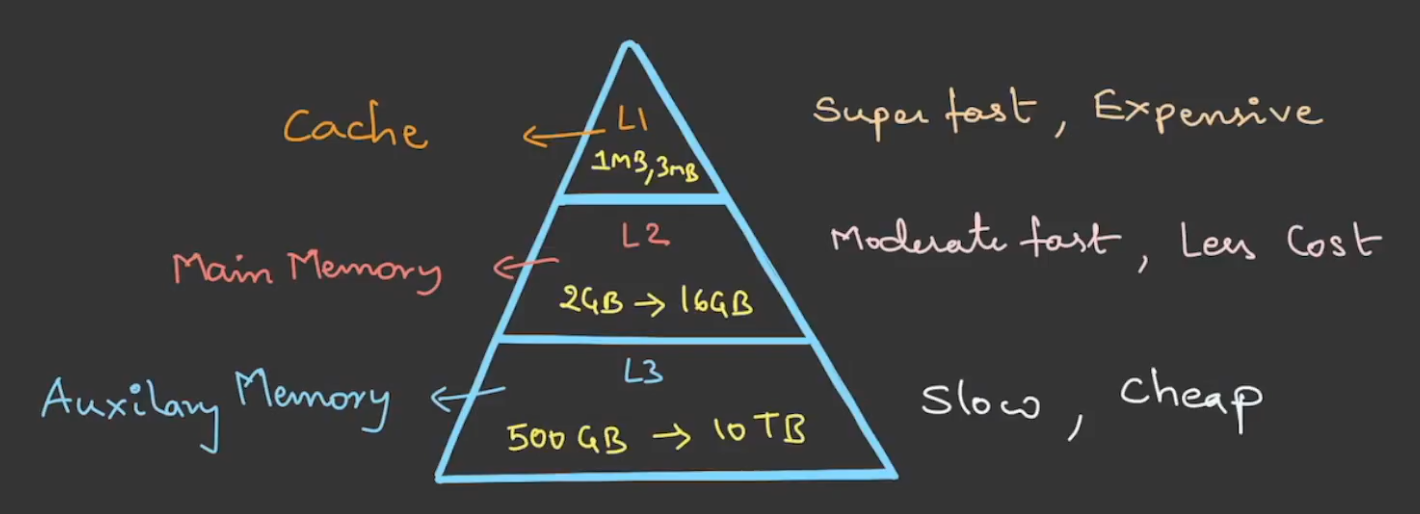 Cache ← L1 Super fast, Expensive
1MB, 3MB
L2
Main Memory ← Moderate fast, Less Cost
2GB → 16GB
L3
Auxilary Memory ← Slow, Cheap
500 GB → 10 TB